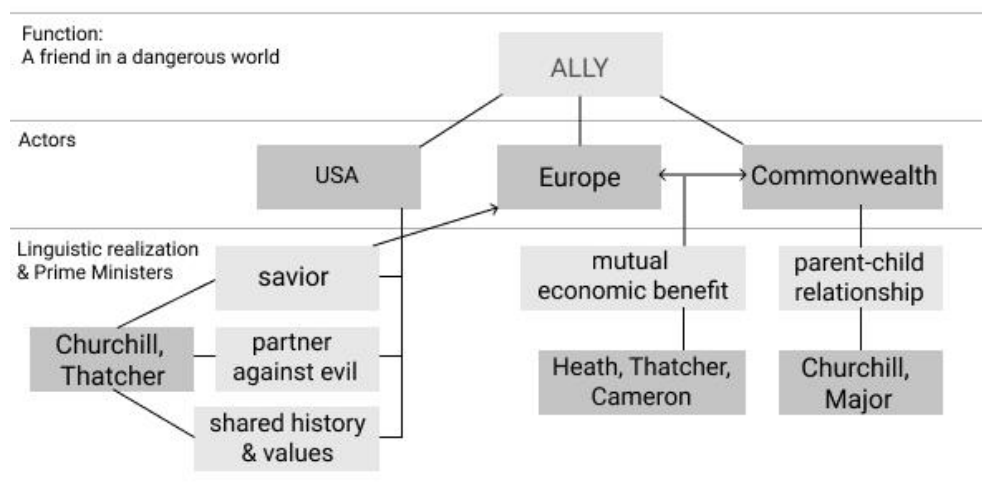 Function:
A friend in a dangerous world
ALLY
Actors
USA
Europe
Commonwealth
Linguistic realization
& Prime Ministers
savior
mutual
economic benefit
parent-child
relationship
Churchill,
Thatcher
partner
against evil
Heath, Thatcher,
Cameron
Churchill,
Major
shared history
& values